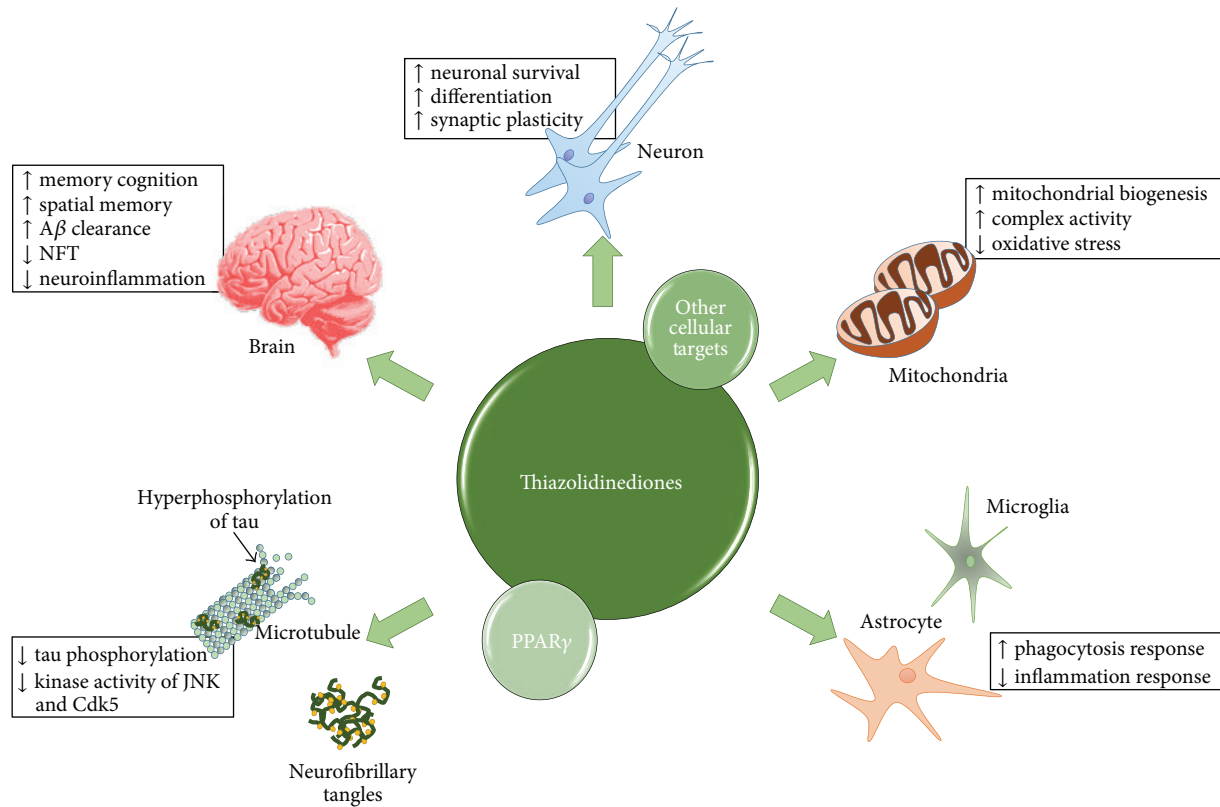 ↑ neuronal survival
↑ differentiation
↑ synaptic plasticity
Neuron
↑ memory cognition
↑ spatial memory
↑ Aβ clearance
↓ NFT
↓ neuroinflammation
Brain
↑ mitochondrial biogenesis
↑ complex activity
↓ oxidative stress
Mitochondria
Other
cellular
targets
Thiazolidinediones
PPARγ
Hyperphosphorylation
of tau
Microtubule
↓ tau phosphorylation
↓ kinase activity of JNK
and Cdk5
Neurofibrillary
tangles
Microglia
Astrocyte
↑ phagocytosis response
↓ inflammation response